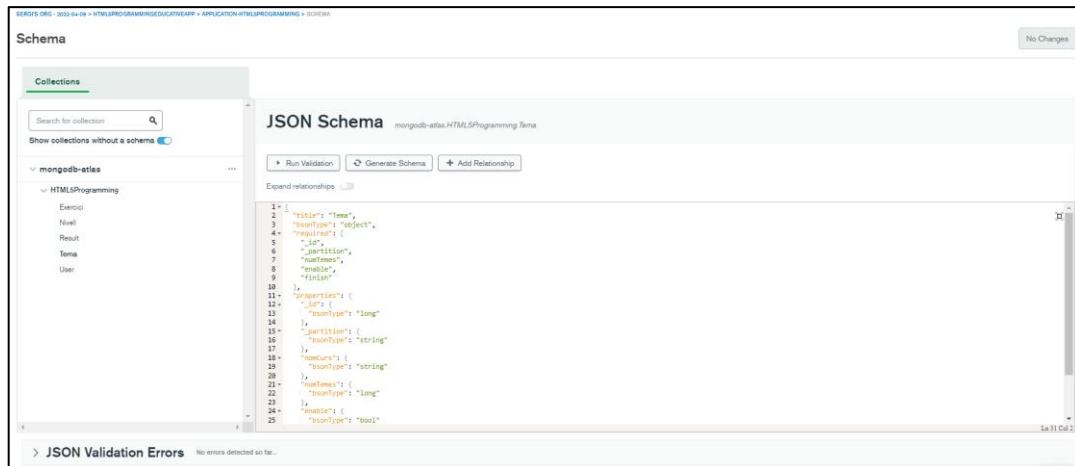 SERGI'S ORG - 2022-04-09 > HTML5PROGRAMMINGEDUCATIVEAPP > APPLICATION-HTML5PROGRAMMING > SCHEMA
Schema
No Changes
Collections
Search for collection
Show collections without a schema
mongodb-atlas
...
HTML5Programming
Exercici
Nivell
Result
Tema
User
JSON Schema mongodb-atlas.HTML5Programming.Tema
Run Validation
Generate Schema
+ Add Relationship
Expand relationships
1 {
2 "title": "Tema",
3 "bsonType": "object",
4 "required": [
5 "_id",
6 "_partition",
7 "numTemes",
8 "enable",
9 "finish"
10 ],
11 "properties": {
12 "_id": {
13 "bsonType": "long"
14 },
15 "_partition": {
16 "bsonType": "string"
17 },
18 "nomCurs": {
19 "bsonType": "string"
20 },
21 "numTemes": {
22 "bsonType": "long"
23 },
24 "enable": {
25 "bsonType": "bool"
Ln 31 Col 2
JSON Validation Errors No errors detected so far...